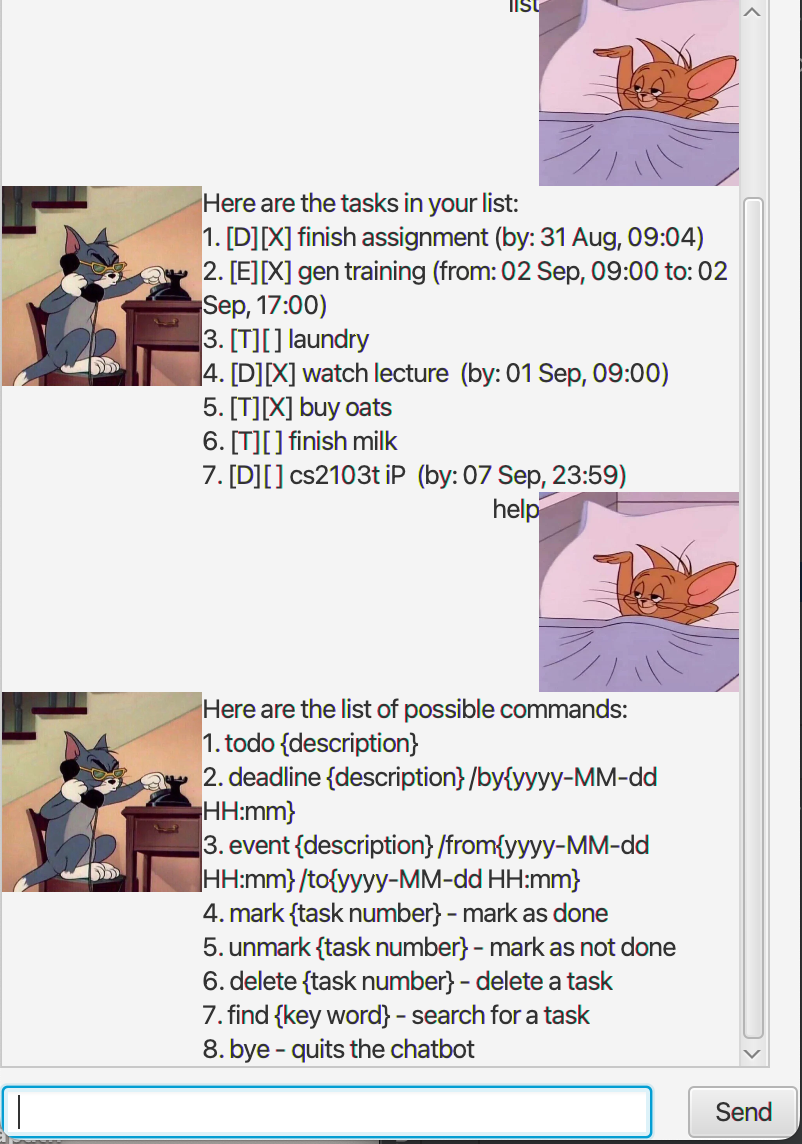 list
Here are the tasks in your list:
1. [D][X] finish assignment (by: 31 Aug, 09:04)
2. [E][X] gen training (from: 02 Sep, 09:00 to: 02
Sep, 17:00)
3. [T][ ] laundry
4. [D][X] watch lecture  (by: 01 Sep, 09:00)
5. [T][X] buy oats
6. [T][ ] finish milk
7. [D][ ] cs2103t iP  (by: 07 Sep, 23:59)
help
Here are the list of possible commands:
1. todo {description}
2. deadline {description} /by{yyyy-MM-dd
HH:mm}
3. event {description} /from{yyyy-MM-dd
HH:mm} /to{yyyy-MM-dd HH:mm}
4. mark {task number} - mark as done
5. unmark {task number} - mark as not done
6. delete {task number} - delete a task
7. find {key word} - search for a task
8. bye - quits the chatbot
Send